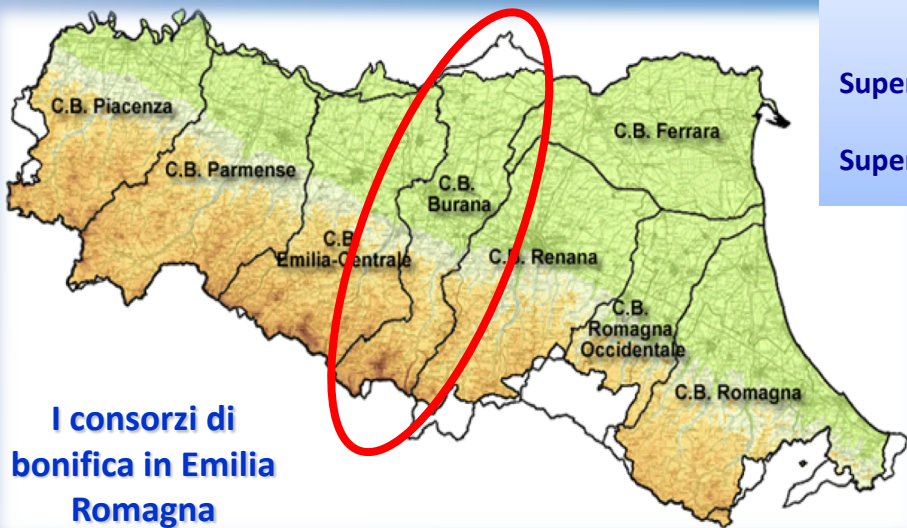 Super
Super
C.B. Piacenza
C.B. Ferrara
C.B. Parmense
C.B.
Burana
C.B.
Emilia-Centrale
C.B. Renana
C.B.
Romagna
Occidentale
C.B. Romagna
I consorzi di
bonifica in Emilia
Romagna